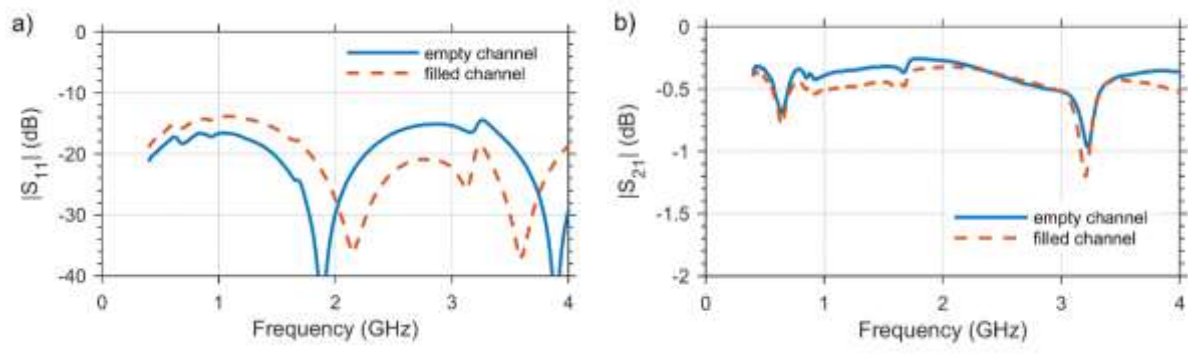 a)
|S11| (dB)
0
-10
-20
-30
-40
empty channel
filled channel
0 1 2 3 4
Frequency (GHz)
b)
|S21| (dB)
0
-0.5
-1
-1.5
-2
empty channel
filled channel
0 1 2 3 4
Frequency (GHz)